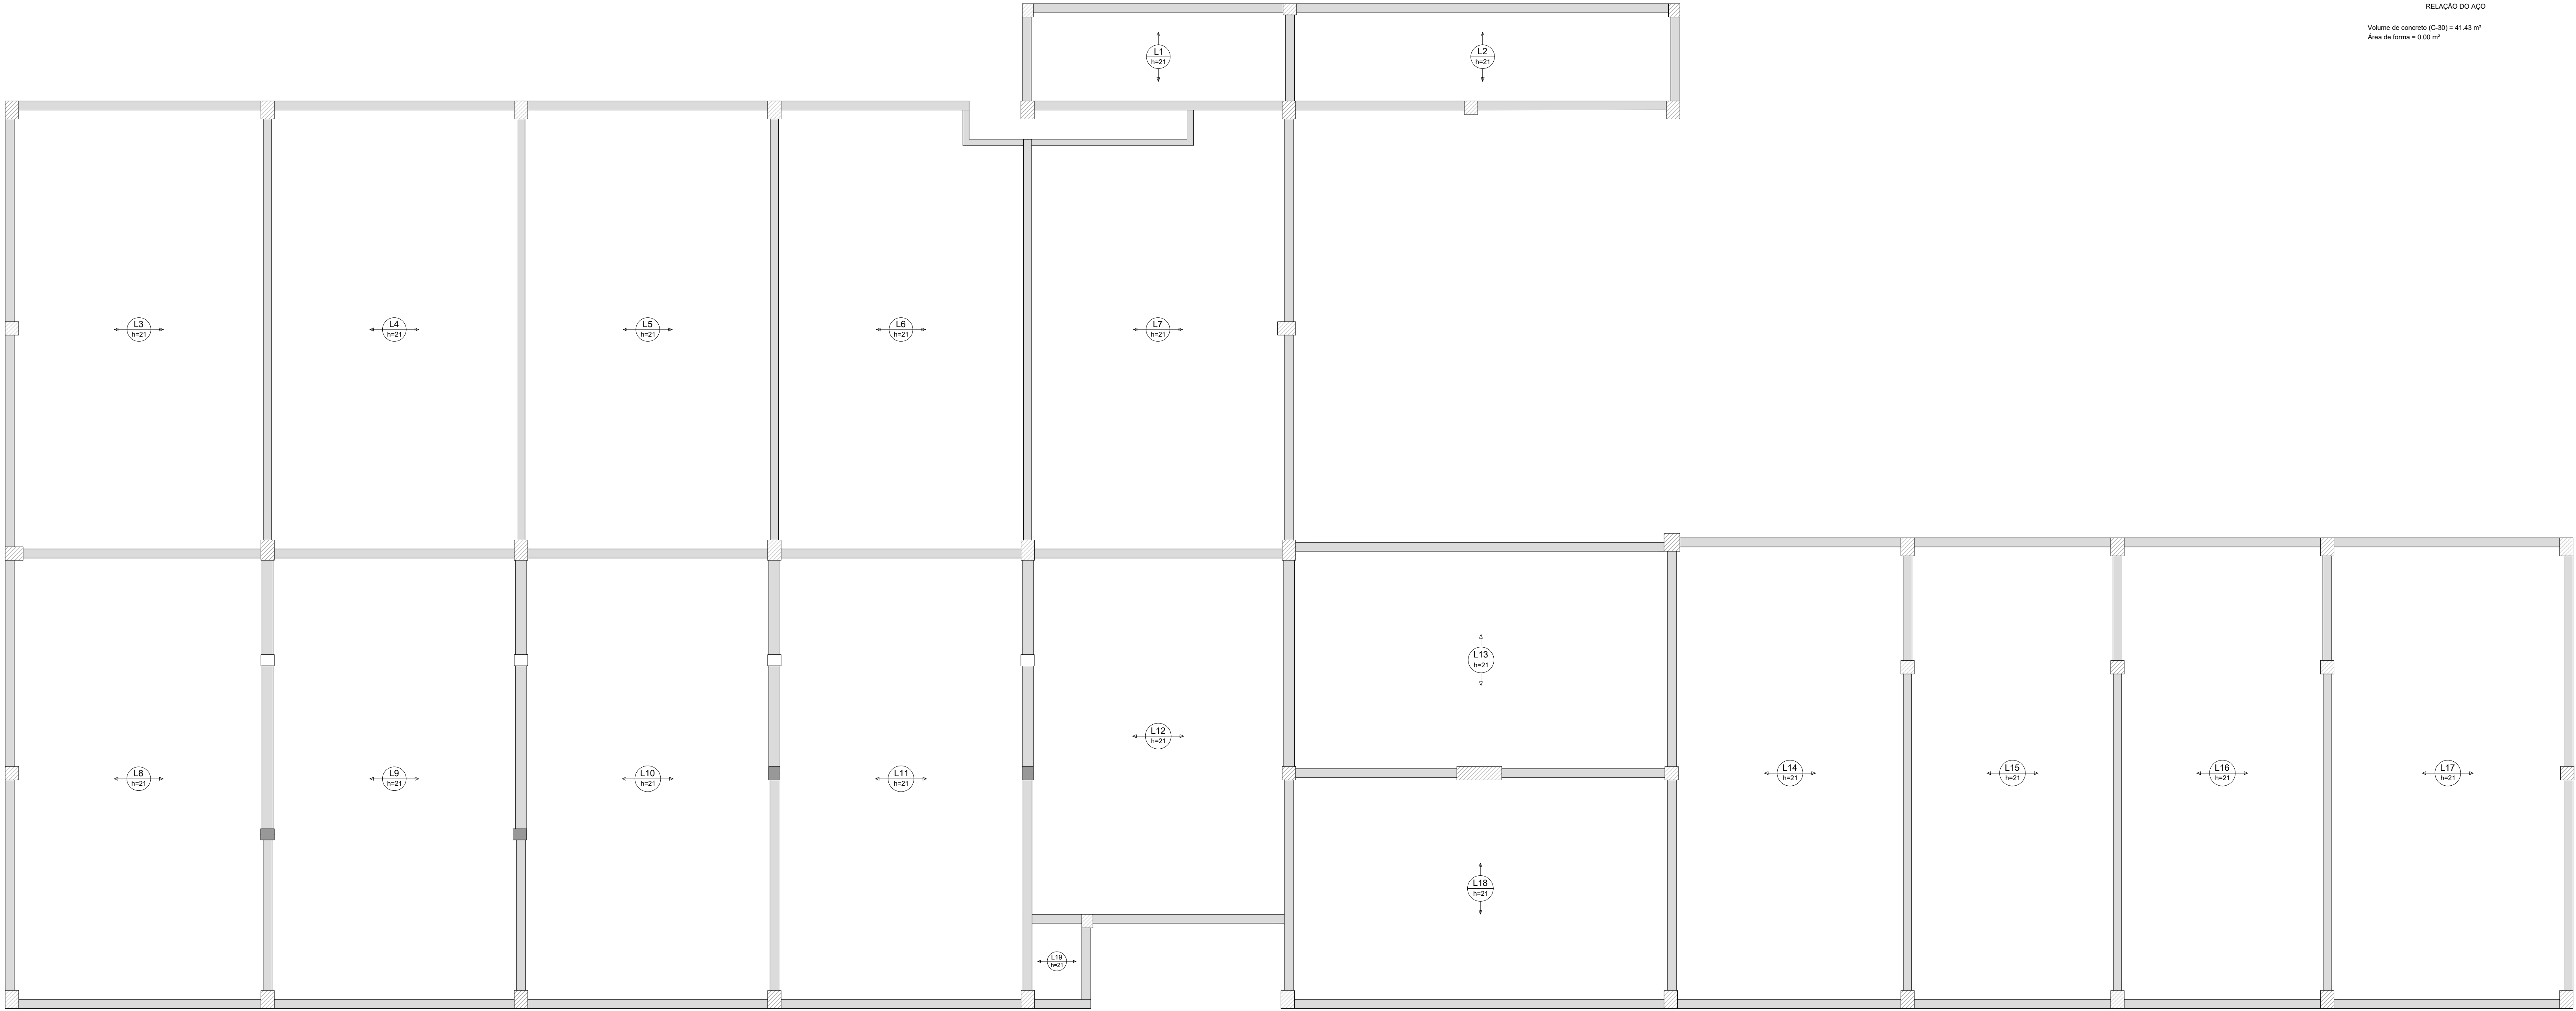 RELAÇÃO DO AÇO
Volume de concreto (C-30) = 41.43 m³
Área de forma = 0.00 m²
L1
h=21
L2
h=21
L3
h=21
L4
h=21
L5
h=21
L6
h=21
L7
h=21
L8
h=21
L9
h=21
L10
h=21
L11
h=21
L12
h=21
L13
h=21
L14
h=21
L15
h=21
L16
h=21
L17
h=21
L18
h=21
L19
h=21